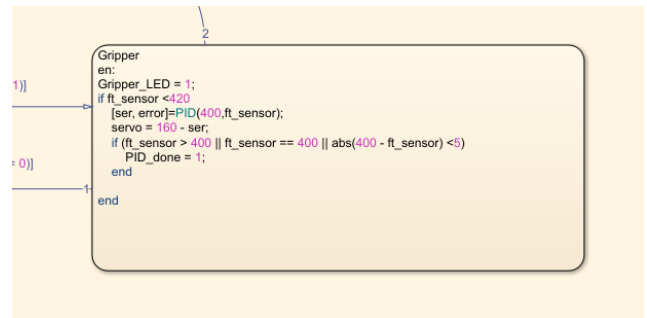 2
Gripper
en:
Gripper_LED = 1;
if ft_sensor <420
[ser, error]=PID(400,ft_sensor);
servo = 160 - ser;
if (ft_sensor > 400 || ft_sensor == 400 || abs(400 - ft_sensor) <5)
PID_done = 1;
end
end
1)]
= 0)]
1